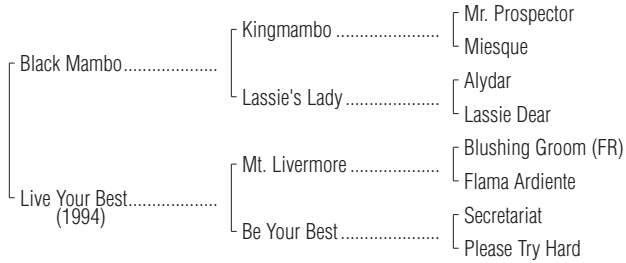 Mr. Prospector
Kingmambo ......................
Miesque
Black Mambo....................
Alydar
Lassie's Lady ....................
Lassie Dear
Blushing Groom (FR)
Mt. Livermore ...................
Flama Ardiente
Live Your Best...................
(1994)
Secretariat
Be Your Best .....................
Please Try Hard